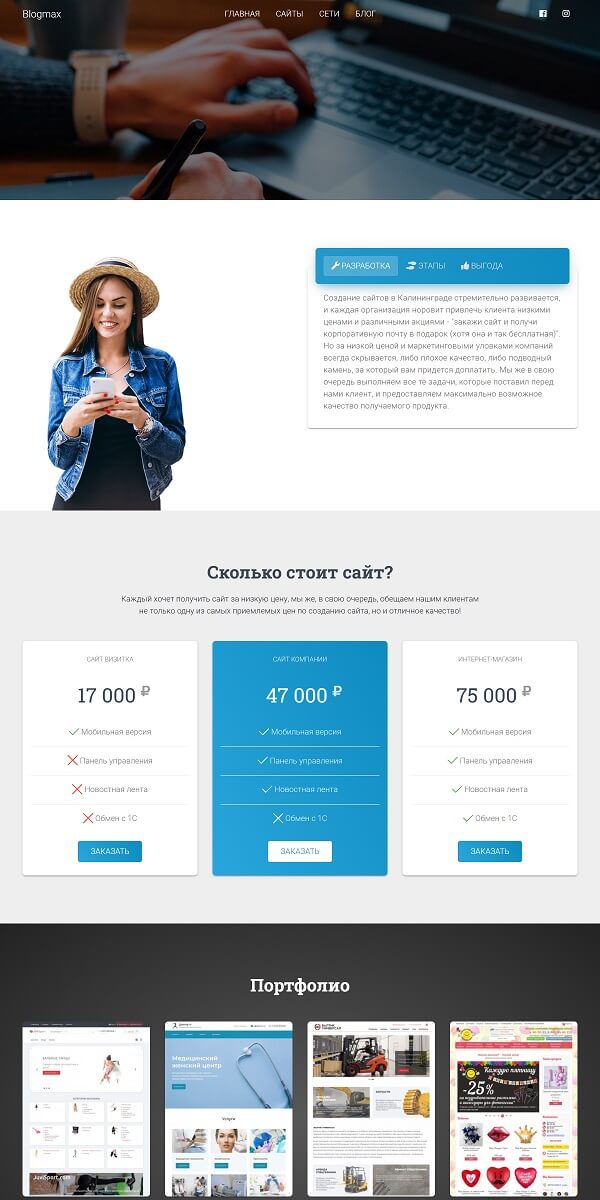 Blogmax
ГЛАВНАЯ САЙТЫ СЕТИ БЛОГ
РАЗРАБОТКА ЭТАПЫ ВЫГОДА
Создание сайтов в Калининграде стремительно развивается,
и каждая организация норовит привлечь клиента низкими
ценами и различными акциями - "закажи сайт и получи
корпоративную почту в подарок (хотя она и так бесплатная)".
Но за низкой ценой и маркетинговыми уловками компаний
всегда скрывается, либо плохое качество, либо подводный
камень, за который вам придется доплатить. Мы же в свою
очередь выполняем все те задачи, которые поставил перед
нами клиент, и предоставляем максимально возможное
качество получаемого продукта.
Сколько стоит сайт?
Каждый хочет получить сайт за низкую цену, мы же, в свою очередь, обещаем нашим клиентам
не только одну из самых приемлемых цен по созданию сайта, но и отличное качество!
САЙТ ВИЗИТКА
17 000 ₽
Мобильная версия
Панель управления
Новостная лента
Обмен с 1С
ЗАКАЗАТЬ
САЙТ КОМПАНИИ
47 000 ₽
Мобильная версия
Панель управления
Новостная лента
Обмен с 1С
ЗАКАЗАТЬ
ИНТЕРНЕТ-МАГАЗИН
75 000 ₽
Мобильная версия
Панель управления
Новостная лента
Обмен с 1С
ЗАКАЗАТЬ
Портфолио
JuviSport.com
Медицинский
женский центр
Услуги
Каждую пятницу
-25%